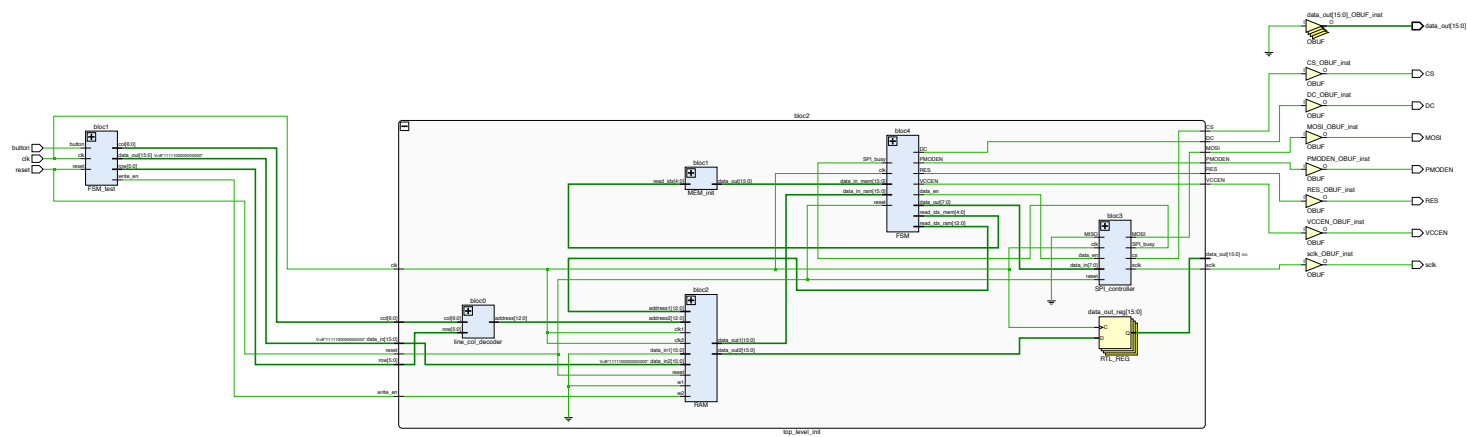 data_out[15:0]_OBUF_inst
I
O
data_out[15:0]
OBUF
CS_OBUF_inst
I
O
CS
OBUF
DC_OBUF_inst
I
O
DC
OBUF
MOSI_OBUF_inst
I
O
MOSI
OBUF
PMODEN_OBUF_inst
I
O
PMODEN
OBUF
RES_OBUF_inst
I
O
RES
OBUF
VCCEN_OBUF_inst
I
O
VCCEN
OBUF
sclk_OBUF_inst
I
O
sclk
OBUF
bloc1
button
clk
reset
button
clk
reset
col[6:0]
data_out[15:0]
row[5:0]
write_en
FSM_test
bloc2
clk
col[6:0]
data_in[15:0]
reset
row[5:0]
write_en
CS
DC
MOSI
PMODEN
RES
VCCEN
data_out[15:0]
sclk
top_level_init
bloc0
col[6:0]
row[5:0]
address[12:0]
line_col_decoder
bloc1
read_idx[4:0]
data_out[15:0]
MEM_init
bloc2
address1[12:0]
address2[12:0]
clk1
clk2
data_in1[15:0]
data_in2[15:0]
reset
w1
w2
data_out1[15:0]
data_out2[15:0]
RAM
bloc4
SPI_busy
clk
data_in_mem[15:0]
data_in_ram[15:0]
reset
DC
PMODEN
RES
VCCEN
data_en
data_out[7:0]
read_idx_mem[4:0]
read_idx_ram[12:0]
FSM
bloc3
MISO
clk
data_en
data_in[7:0]
reset
MOSI
SPI_busy
cs
sclk
SPI_controller
data_out_reg[15:0]
C
D
Q
RTL_REG